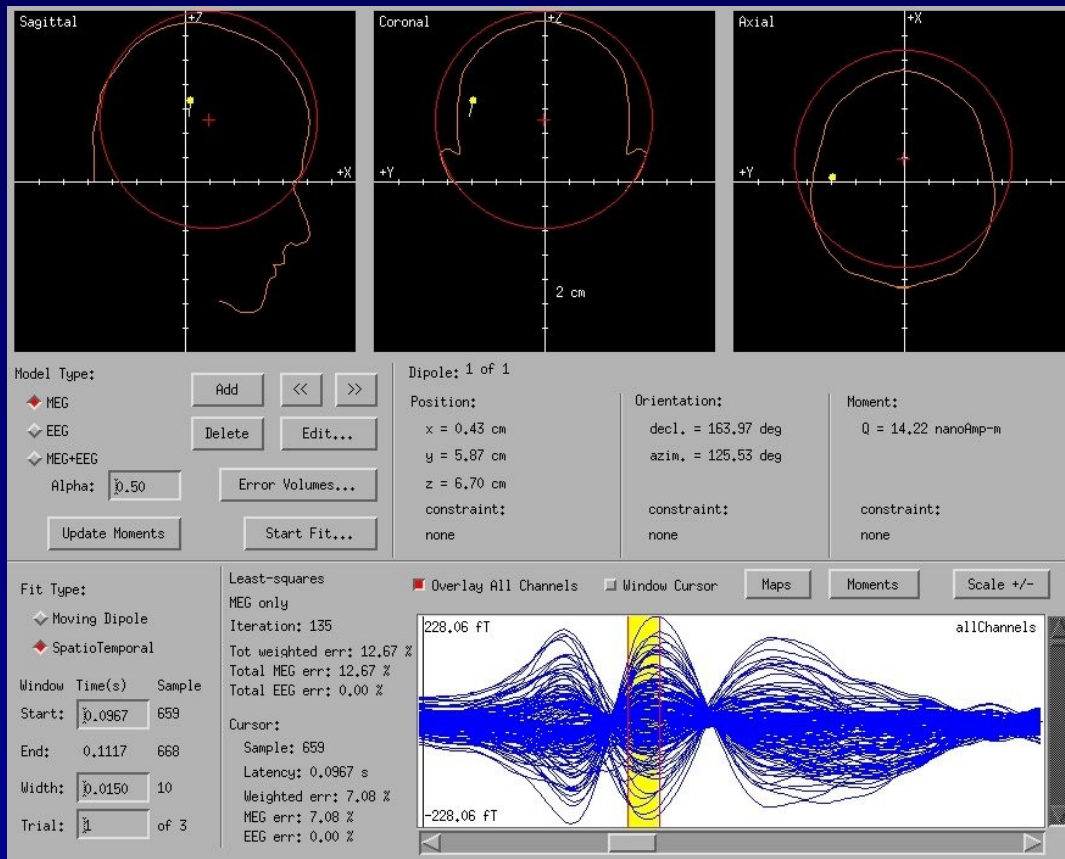 Sagittal
+Z
+X
Coronal
+Z
+Y
2 cm
Axial
+X
+Y
Model Type:
MEG
EEG
MEG+EEG
Alpha: 0.50
Add
<<
>>
Delete
Edit...
Error Volumes...
Update Moments
Start Fit...
Dipole: 1 of 1
Position:
x = 0.43 cm
y = 5.87 cm
z = 6.70 cm
constraint:
none
Orientation:
decl. = 163.97 deg
azim. = 125.53 deg
constraint:
none
Moment:
Q = 14.22 nanoAmp-m
constraint:
none
Fit Type:
Moving Dipole
SpatioTemporal
Window Time(s) Sample
Start: 0.0967 659
End: 0.1117 668
Width: 0.0150 10
Trial: 1 of 3
Least-squares
MEG only
Iteration: 135
Tot weighted err: 12.67 %
Total MEG err: 12.67 %
Total EEG err: 0.00 %
Cursor:
Sample: 659
Latency: 0.0967 s
Weighted err: 7.08 %
MEG err: 7.08 %
EEG err: 0.00 %
Overlay All Channels
Window Cursor
Maps
Moments
Scale +/-
228.06 fT
allChannels
-228.06 fT